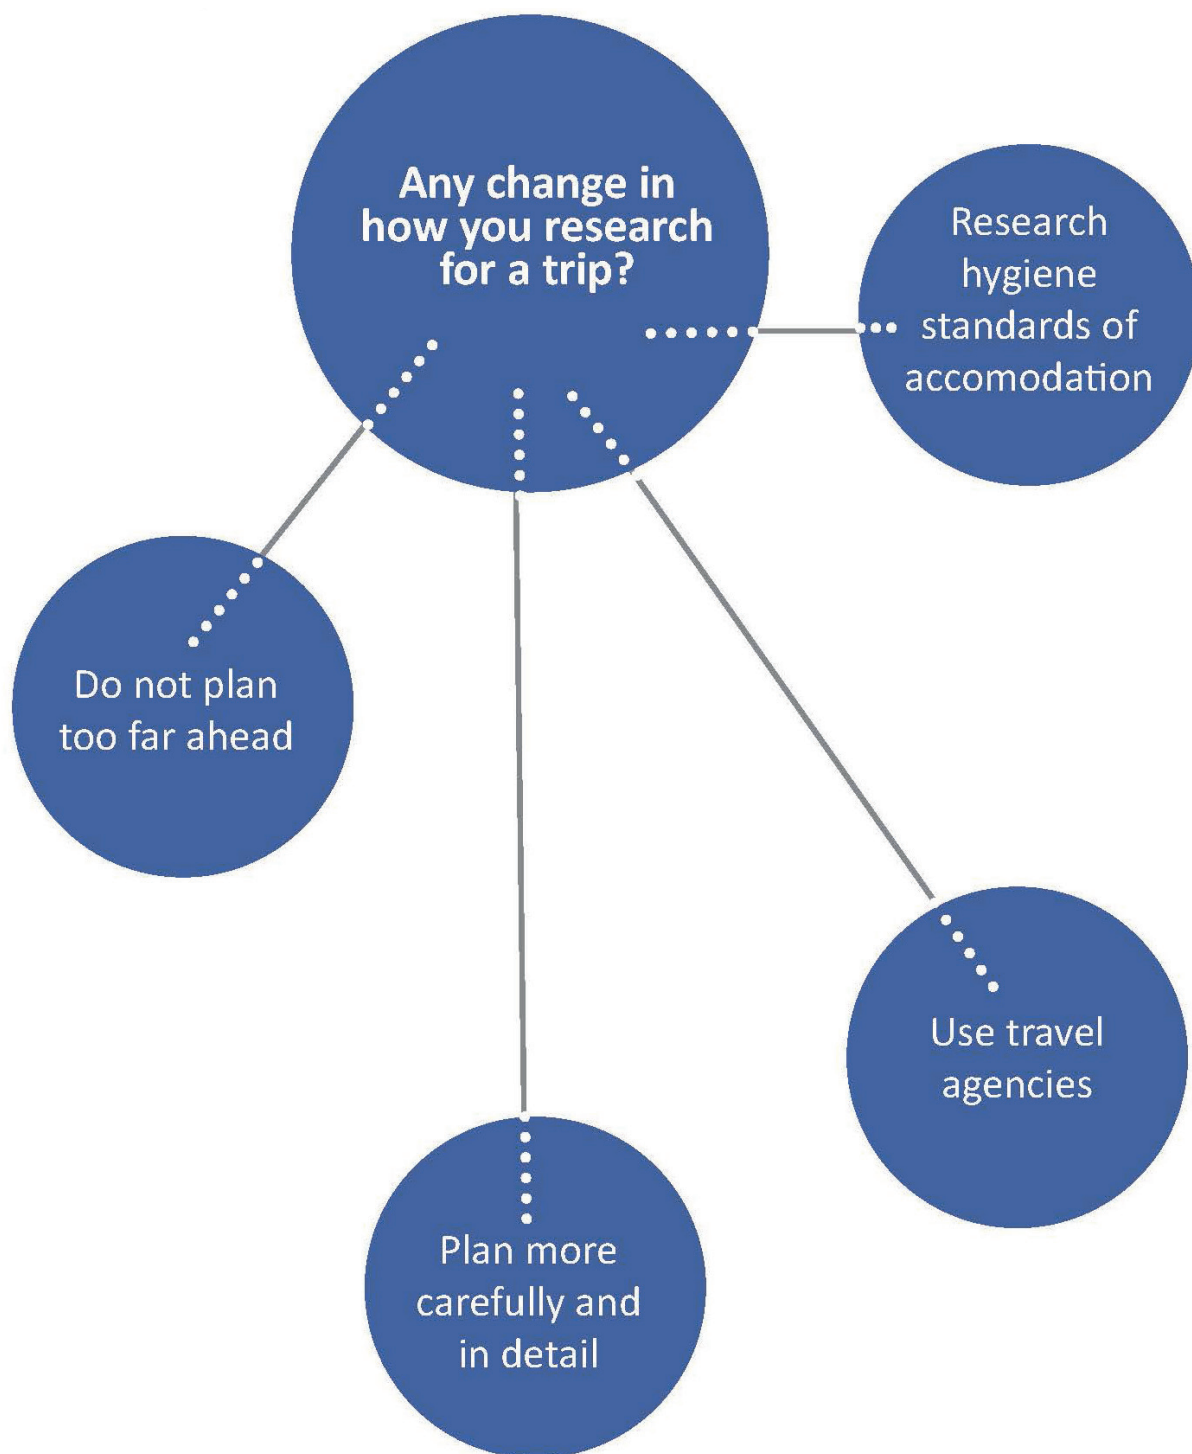 Any change in
how you research
for a trip?
Research
hygiene
standards of
accomodation
Do not plan
too far ahead
Use travel
agencies
Plan more
carefully and
in detail